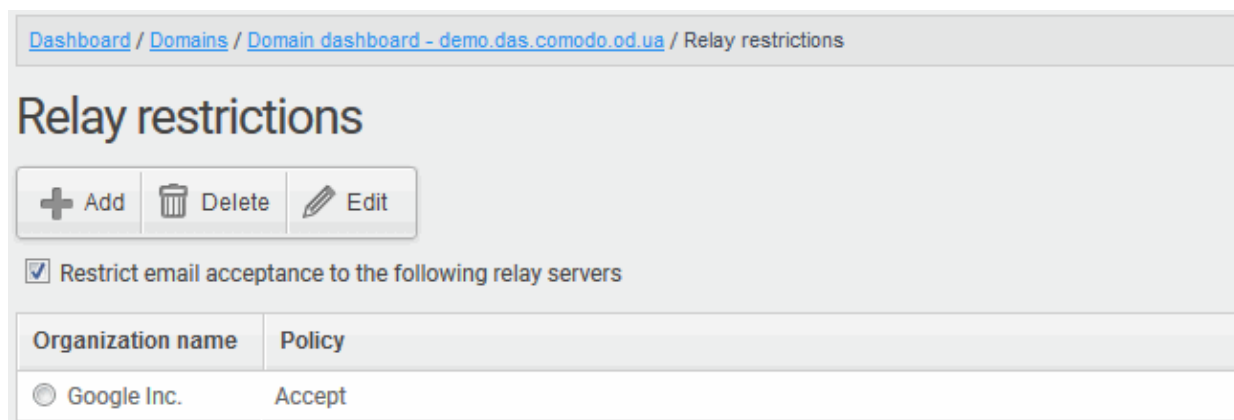 Dashboard / Domains / Domain dashboard - demo.das.comodo.od.ua / Relay restrictions
Relay restrictions
Add Delete Edit
Restrict email acceptance to the following relay servers
Organization name Policy
Google Inc. Accept